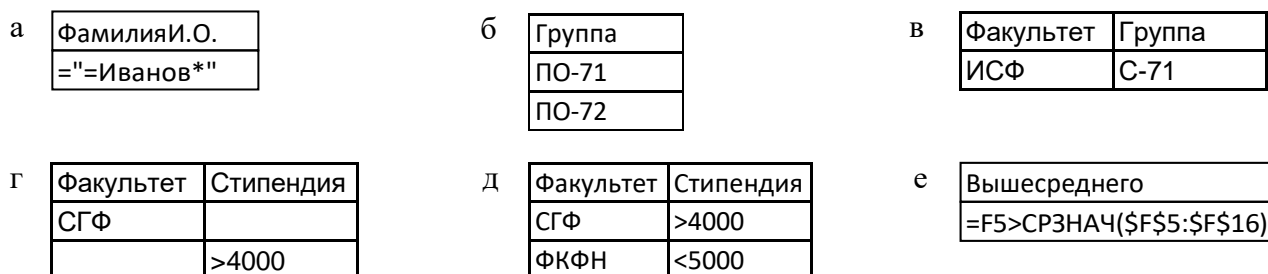 а
ФамилияИ.О.
="=Иванов*"
б
Группа
ПО-71
ПО-72
в
Факультет Группа
ИСФ С-71
г
Факультет Стипендия
СГФ
>4000
д
Факультет Стипендия
СГФ >4000
ФКФН <5000
е
Вышесреднего
=F5>СРЗНАЧ($F$5:$F$16)